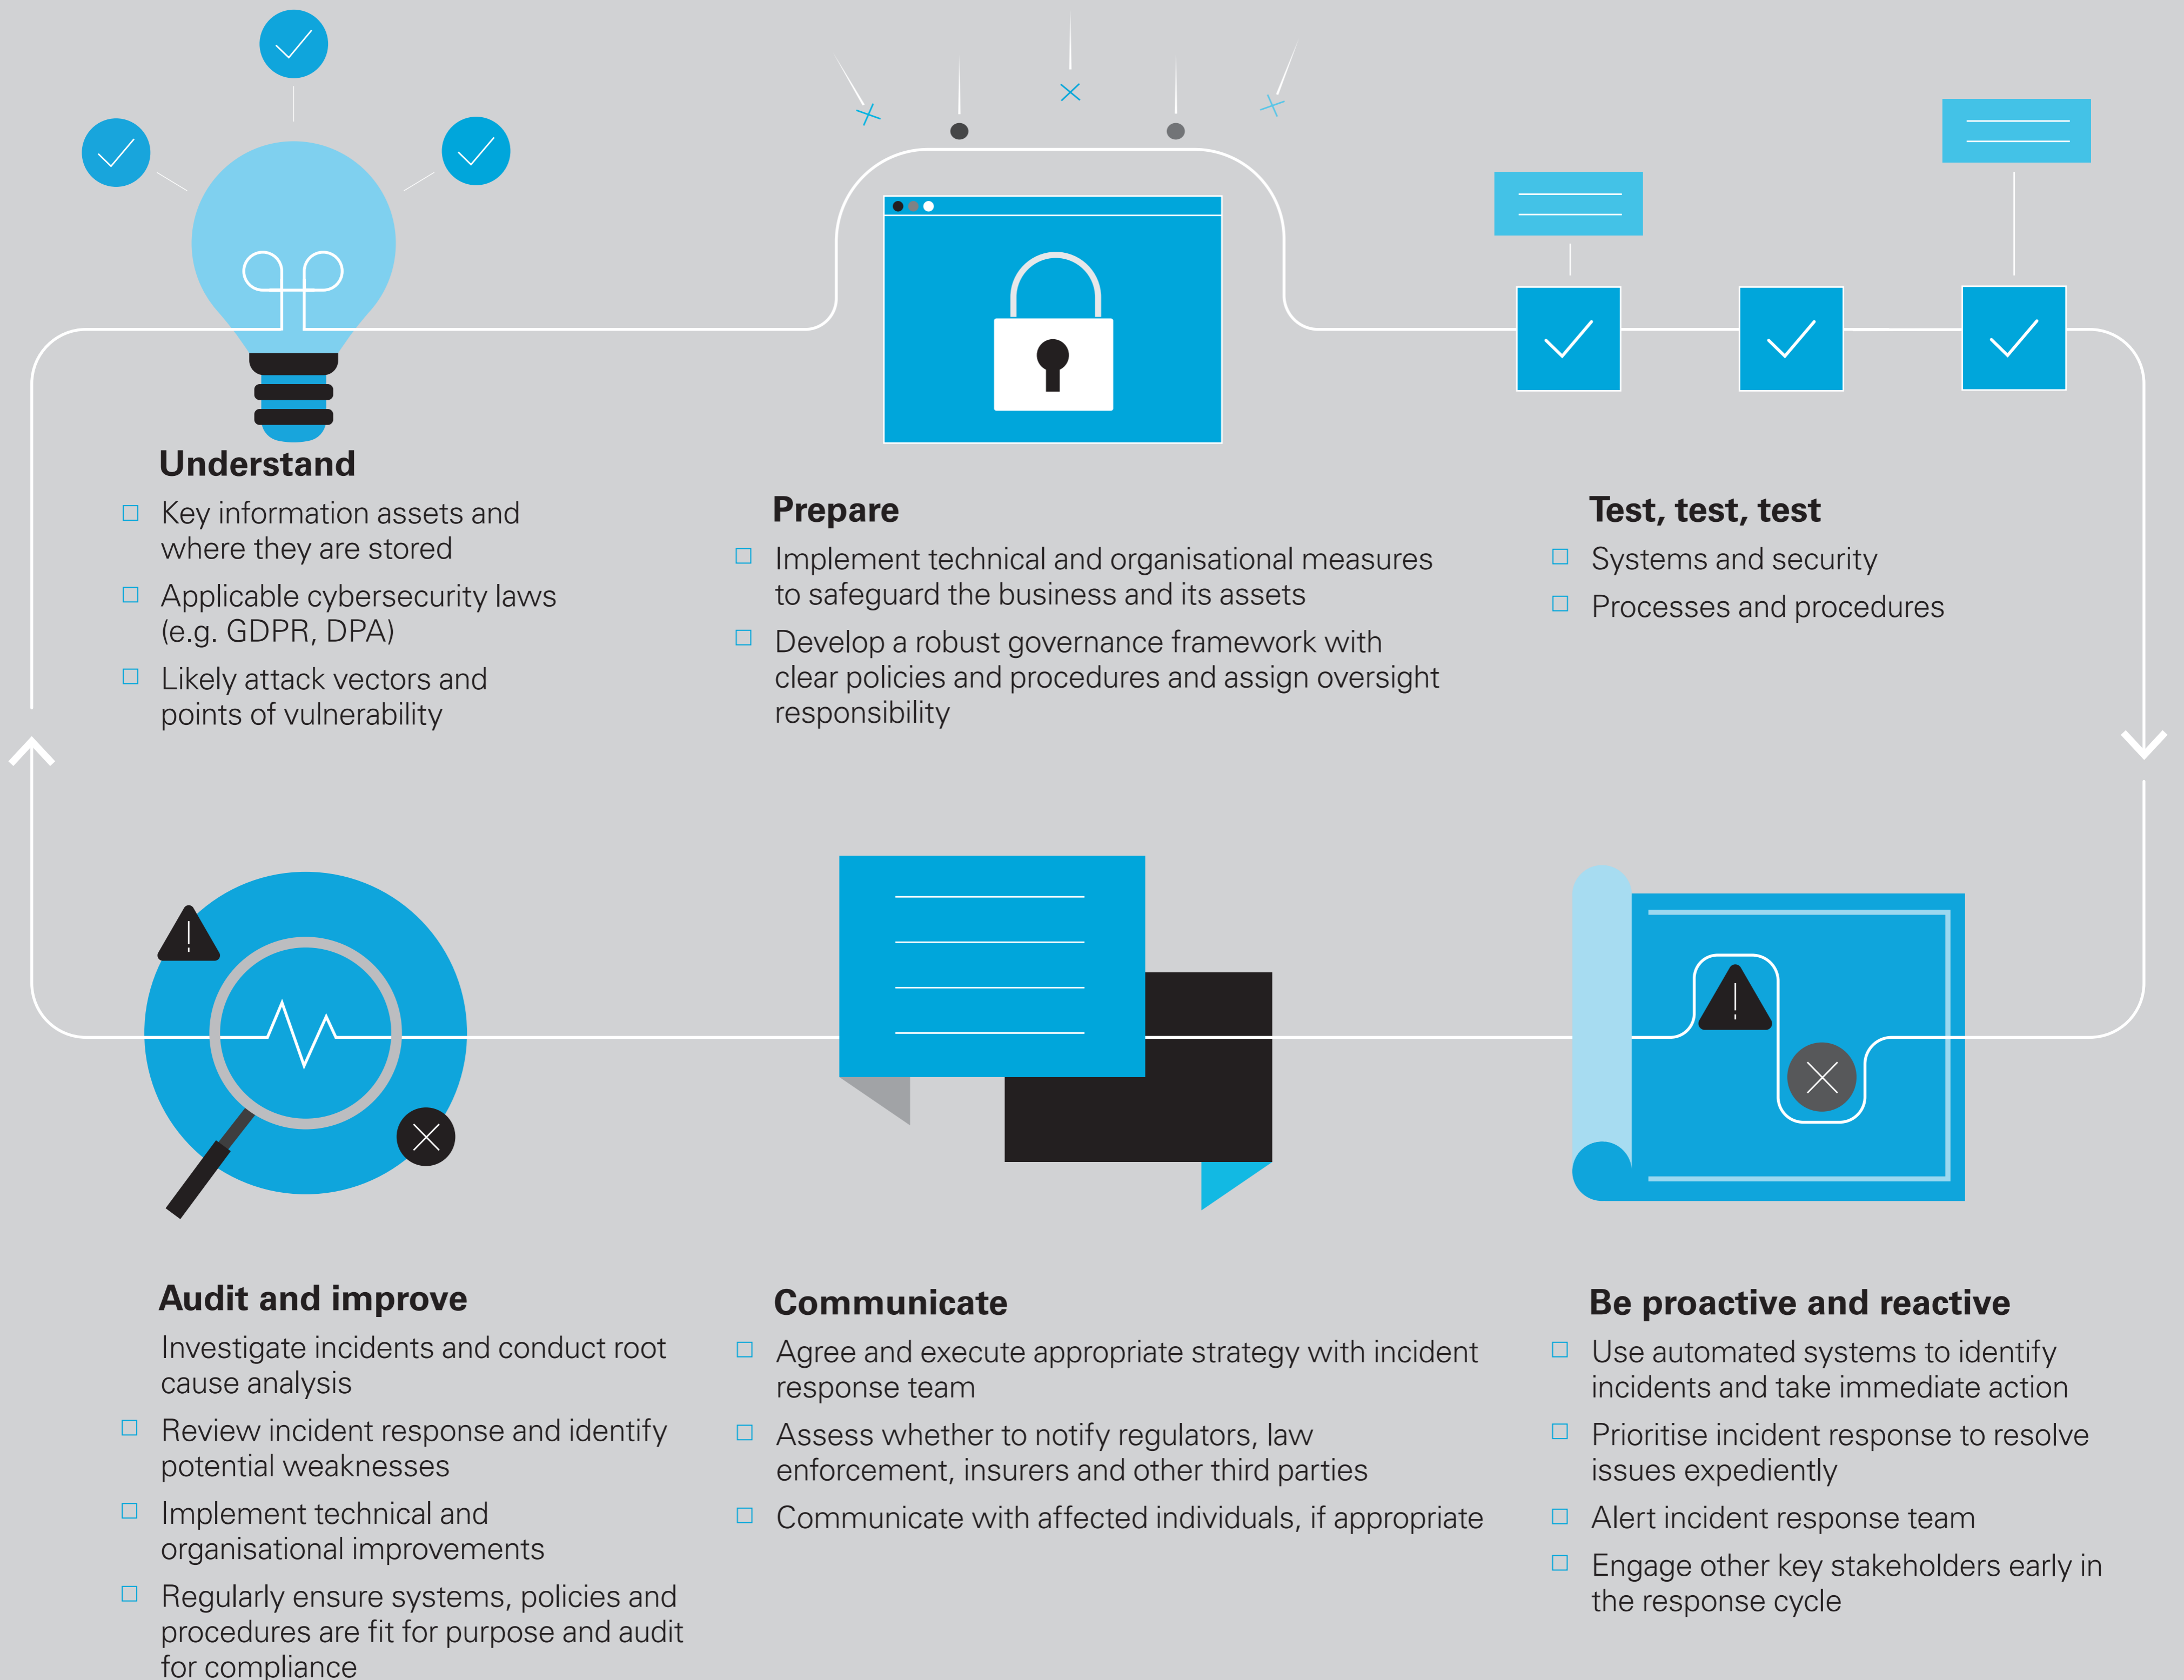 Understand
Key information assets and
where they are stored
Applicable cybersecurity laws
(e.g. GDPR, DPA)
Likely attack vectors and
points of vulnerability
Prepare
Implement technical and organisational measures
to safeguard the business and its assets
Develop a robust governance framework with
clear policies and procedures and assign oversight
responsibility
Test, test, test
Systems and security
Processes and procedures
Audit and improve
Investigate incidents and conduct root
cause analysis
Review incident response and identify
potential weaknesses
Implement technical and
organisational improvements
Regularly ensure systems, policies and
procedures are fit for purpose and audit
for compliance
Communicate
Agree and execute appropriate strategy with incident
response team
Assess whether to notify regulators, law
enforcement, insurers and other third parties
Communicate with affected individuals, if appropriate
Be proactive and reactive
Use automated systems to identify
incidents and take immediate action
Prioritise incident response to resolve
issues expediently
Alert incident response team
Engage other key stakeholders early in
the response cycle